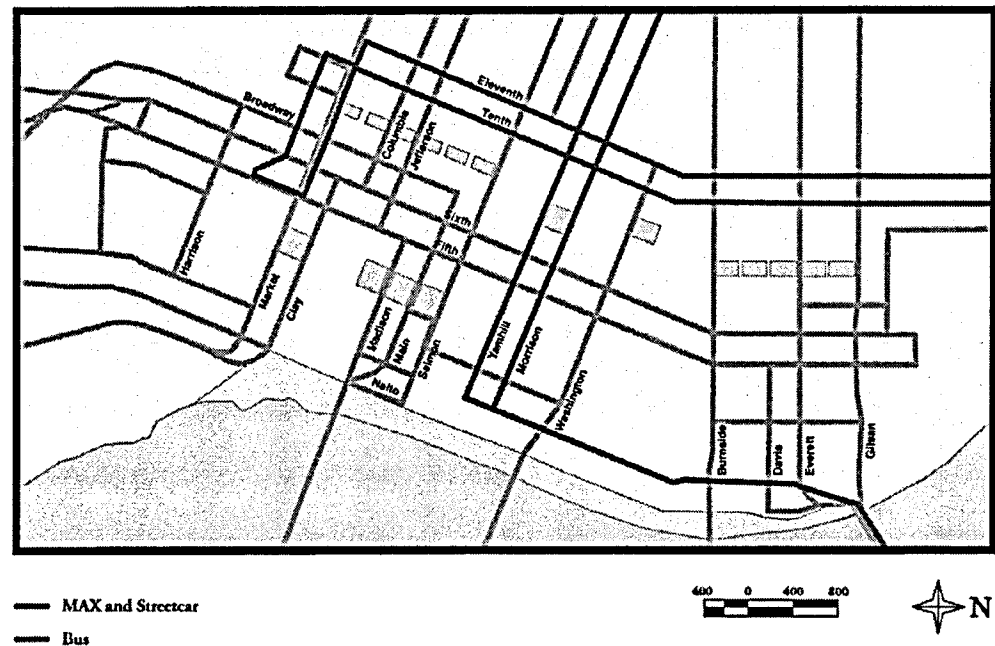 Eleventh
Tenth
Broadway
Columbia
Jefferson
Sixth
Fifth
Harrison
Market
Clay
Madison
Main
Salmon
Naito
Yamhill
Morrison
Washington
Burnside
Davis
Everett
Glisan
MAX and Streetcar
Bus
400 0 400 800
N